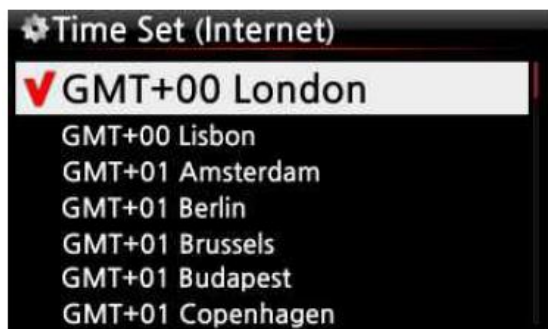 Time Set (Internet)
GMT+00 London
GMT+00 Lisbon
GMT+01 Amsterdam
GMT+01 Berlin
GMT+01 Brussels
GMT+01 Budapest
GMT+01 Copenhagen